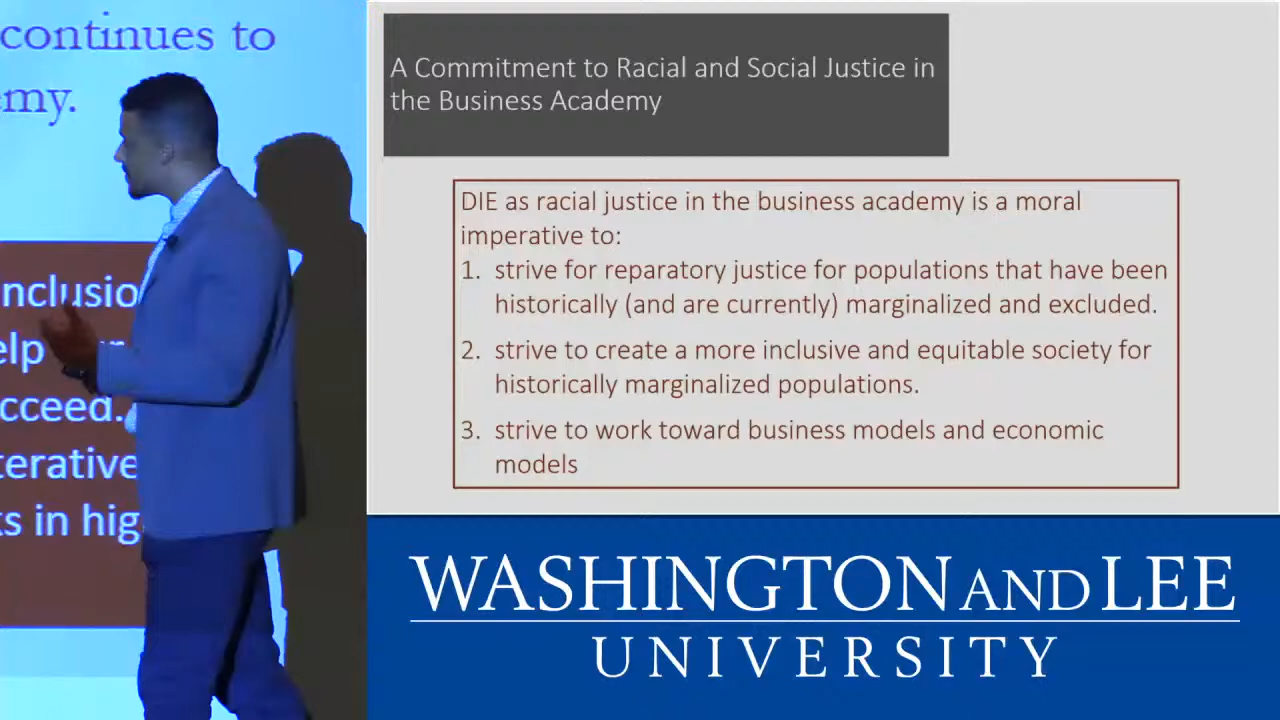 continues to
emy.
nclusio
elp
cceed.
terative
ks in hig
A Commitment to Racial and Social Justice in
the Business Academy
DIE as racial justice in the business academy is a moral
imperative to:
1. strive for reparatory justice for populations that have been
historically (and are currently) marginalized and excluded.
2. strive to create a more inclusive and equitable society for
historically marginalized populations.
3. strive to work toward business models and economic
models
WASHINGTON AND LEE
UNIVERSITY